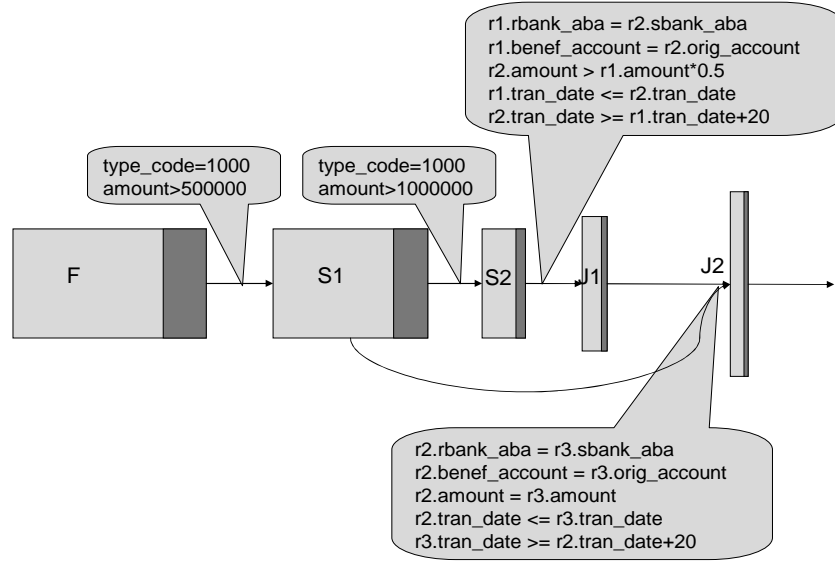 r1.rbank_aba = r2.sbank_aba
r1.benef_account = r2.orig_account
r2.amount > r1.amount*0.5
r1.tran_date <= r2.tran_date
r2.tran_date >= r1.tran_date+20
type_code=1000
amount>500000
type_code=1000
amount>1000000
F
S1
S2
J1
J2
r2.rbank_aba = r3.sbank_aba
r2.benef_account = r3.orig_account
r2.amount = r3.amount
r2.tran_date <= r3.tran_date
r3.tran_date >= r2.tran_date+20